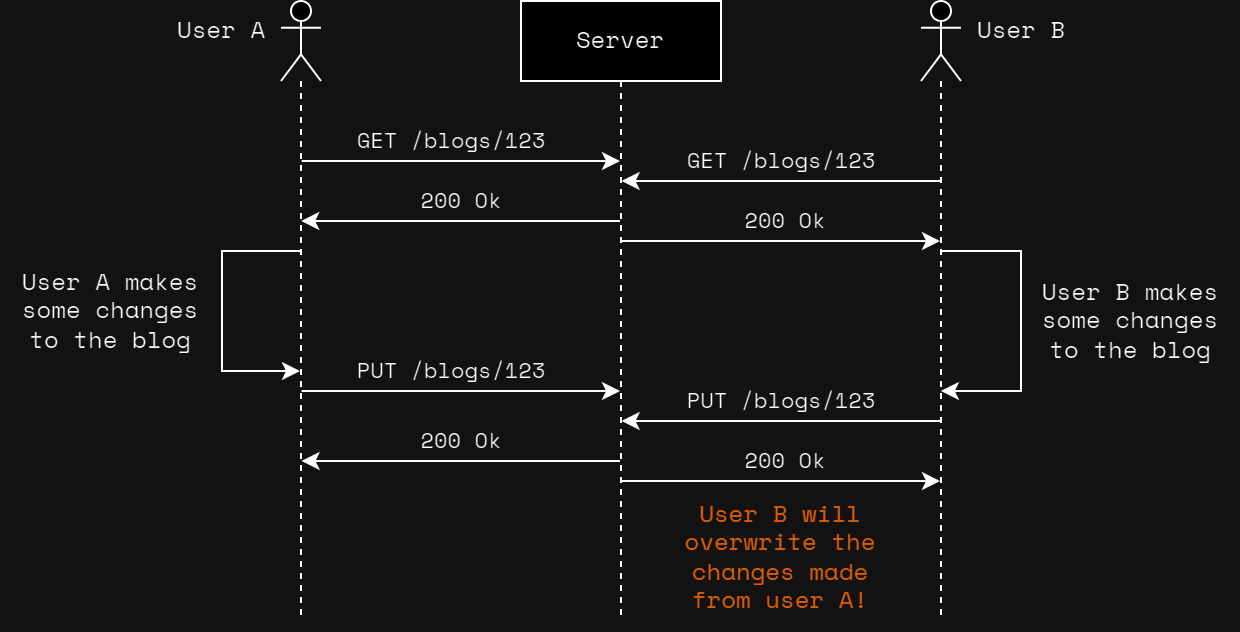 User A
Server
User B
GET /blogs/123
GET /blogs/123
200 Ok
200 Ok
User A makes
some changes
to the blog
User B makes
some changes
to the blog
PUT /blogs/123
PUT /blogs/123
200 Ok
200 Ok
User B will
overwrite the
changes made
from user A!